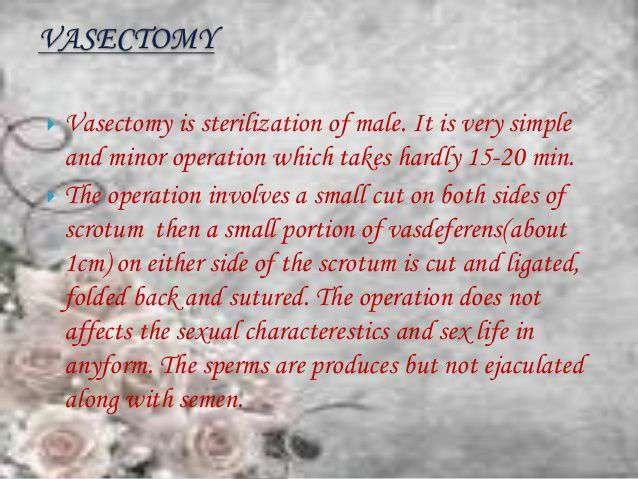 VASECTOMY
Vasectomy is sterilization of male. It is very simple
and minor operation which takes hardly 15-20 min.
The operation involves a small cut on both sides of
scrotum then a small portion of vasdeferens(about
1cm) on either side of the scrotum is cut and ligated,
folded back and sutured. The operation does not
affects the sexual characterestics and sex life in
anyform. The sperms are produces but not ejaculated
along with semen.